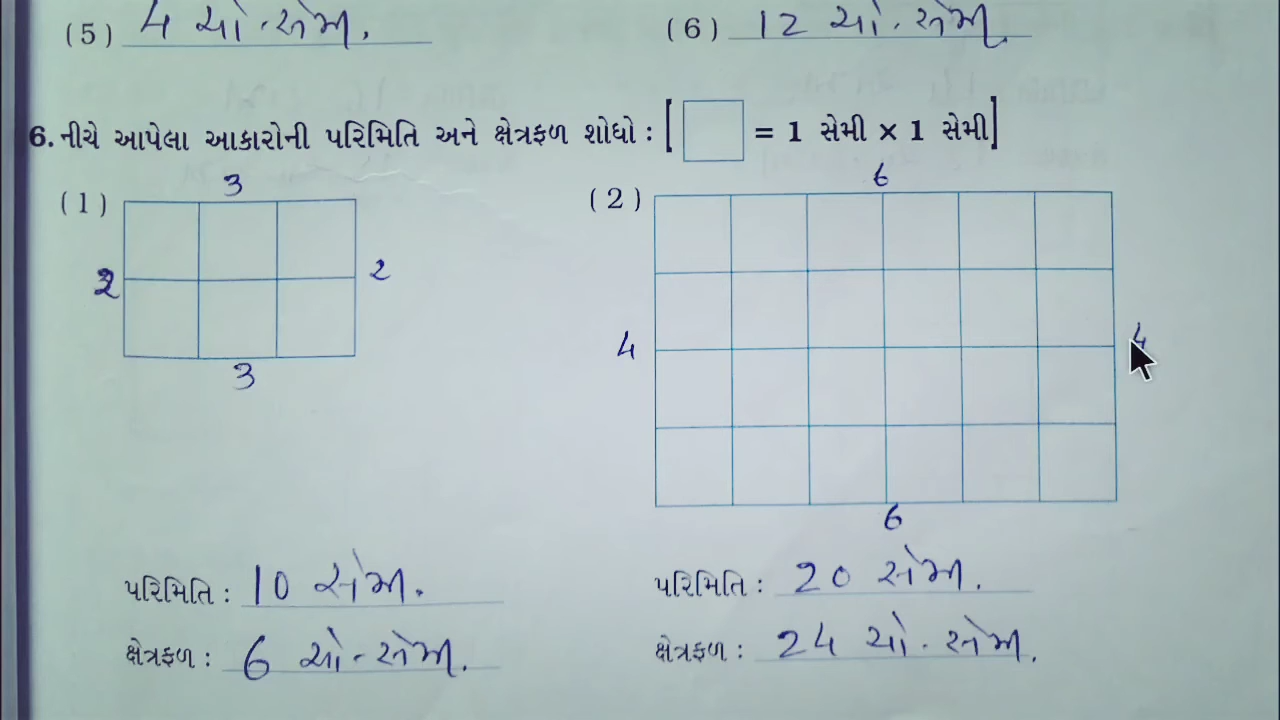 (5) 4 ચો.સેમી. (6) 12 ચો.સેમી.
6. નીચે આપેલા આકારોની પરિમિતિ અને ક્ષેત્રફળ શોધો : [ = 1 સેમી × 1 સેમી]
(1) 3 (2) 6
2 2 4 4
3 6
પરિમિતિ : 10 સેમી. પરિમિતિ : 20 સેમી.
ક્ષેત્રફળ : 6 ચો.સેમી. ક્ષેત્રફળ : 24 ચો.સેમી.